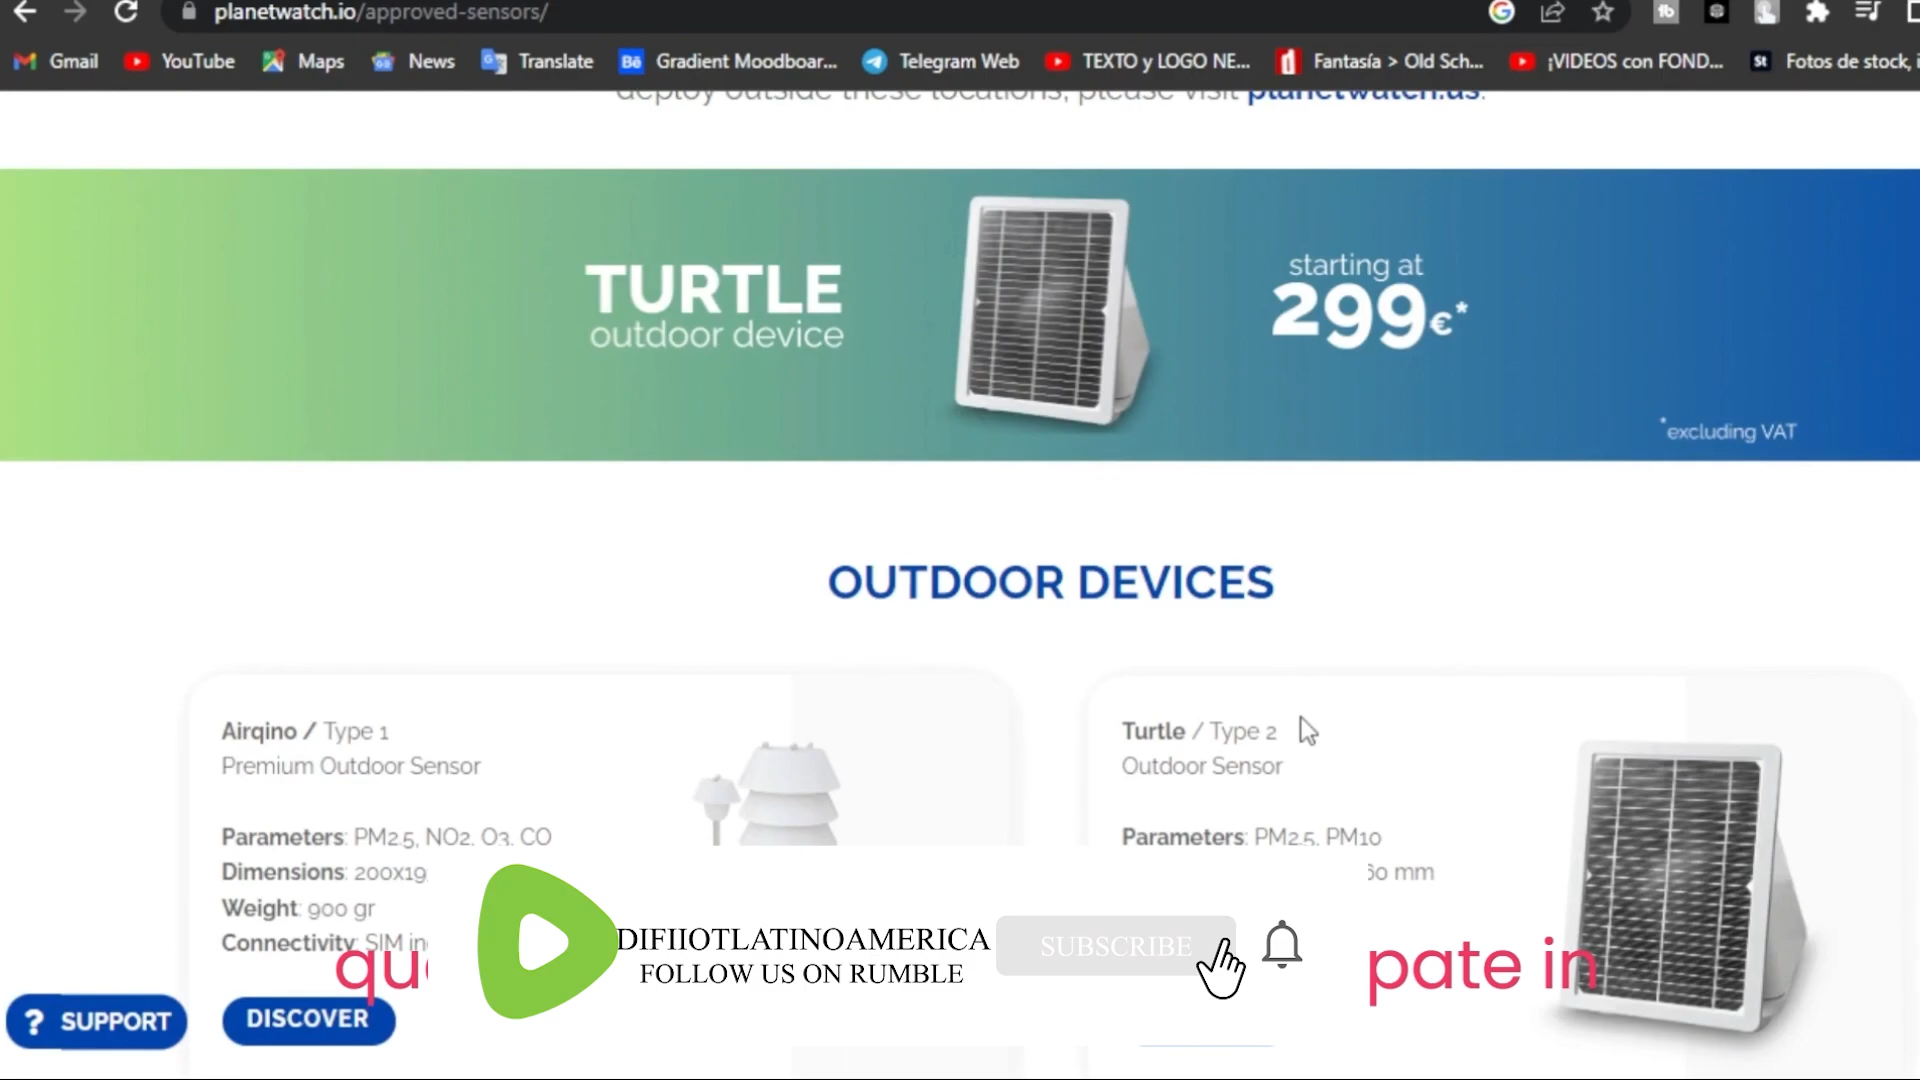 planetwatch.io/approved-sensors/
Gmail YouTube Maps News Translate Bē Gradient Moodboar... Telegram Web TEXTO y LOGO NE... Fantasía > Old Sch... ¡VIDEOS con FOND... St Fotos de stock, i
deploy outside these locations, please visit planetwatch.us.
TURTLE
outdoor device
starting at
299€*
*excluding VAT
OUTDOOR DEVICES
Airqino / Type 1
Premium Outdoor Sensor
Parameters: PM2.5, NO2, O3, CO
Dimensions: 200x19
Weight: 900 gr
Connectivity: SIM in
DISCOVER
Turtle / Type 2
Outdoor Sensor
Parameters: PM2.5, PM10
60 mm
DIFIIOTLATINOAMERICA
FOLLOW US ON RUMBLE
SUBSCRIBE
pate in
? SUPPORT